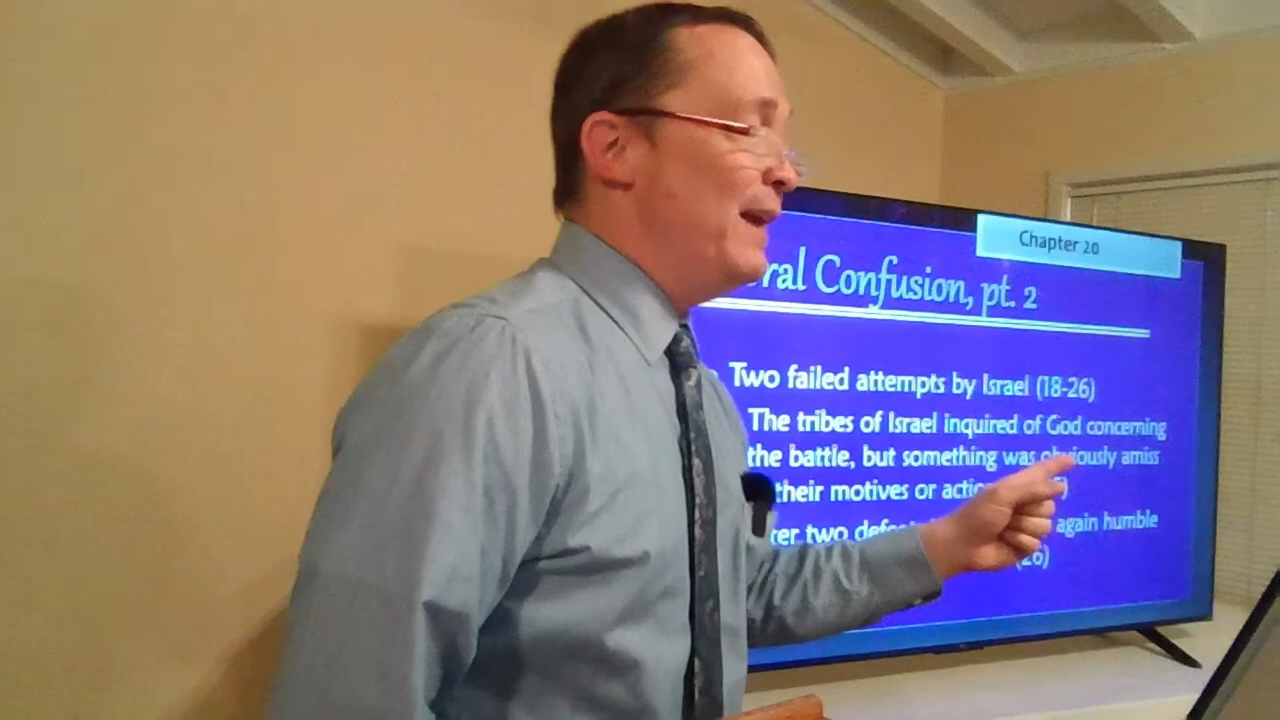 Chapter 20
ral Confusion, pt. 2
Two failed attempts by Israel (18-26)
The tribes of Israel inquired of God concerning
the battle, but something was obviously amiss
their motives or
two again humble
(26)